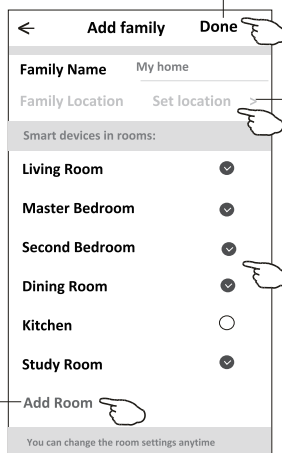 Add family Done
Family Name My home
Family Location Set location >
Smart devices in rooms:
Living Room
Master Bedroom
Second Bedroom
Dining Room
Kitchen
Study Room
Add Room
You can change the room settings anytime